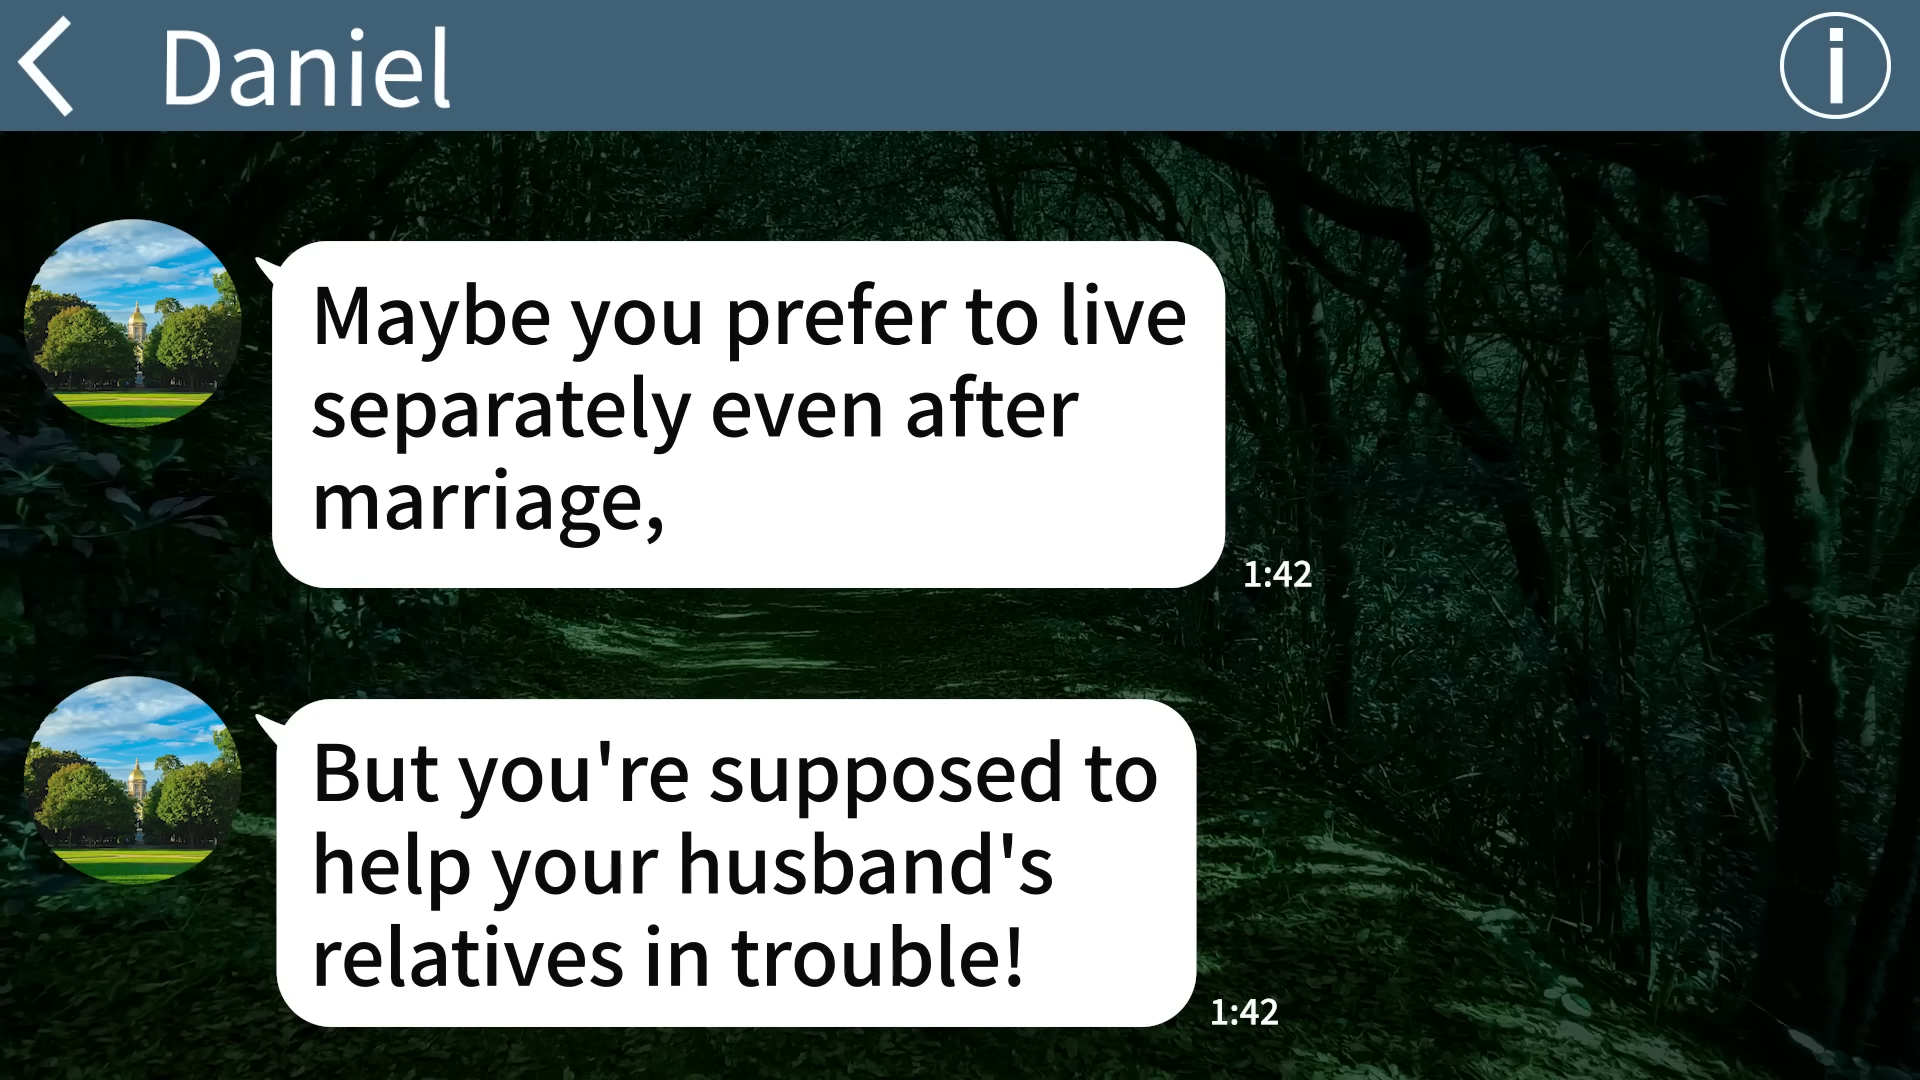 Daniel
Maybe you prefer to live
separately even after
marriage,
1:42
But you're supposed to
help your husband's
relatives in trouble!
1:42